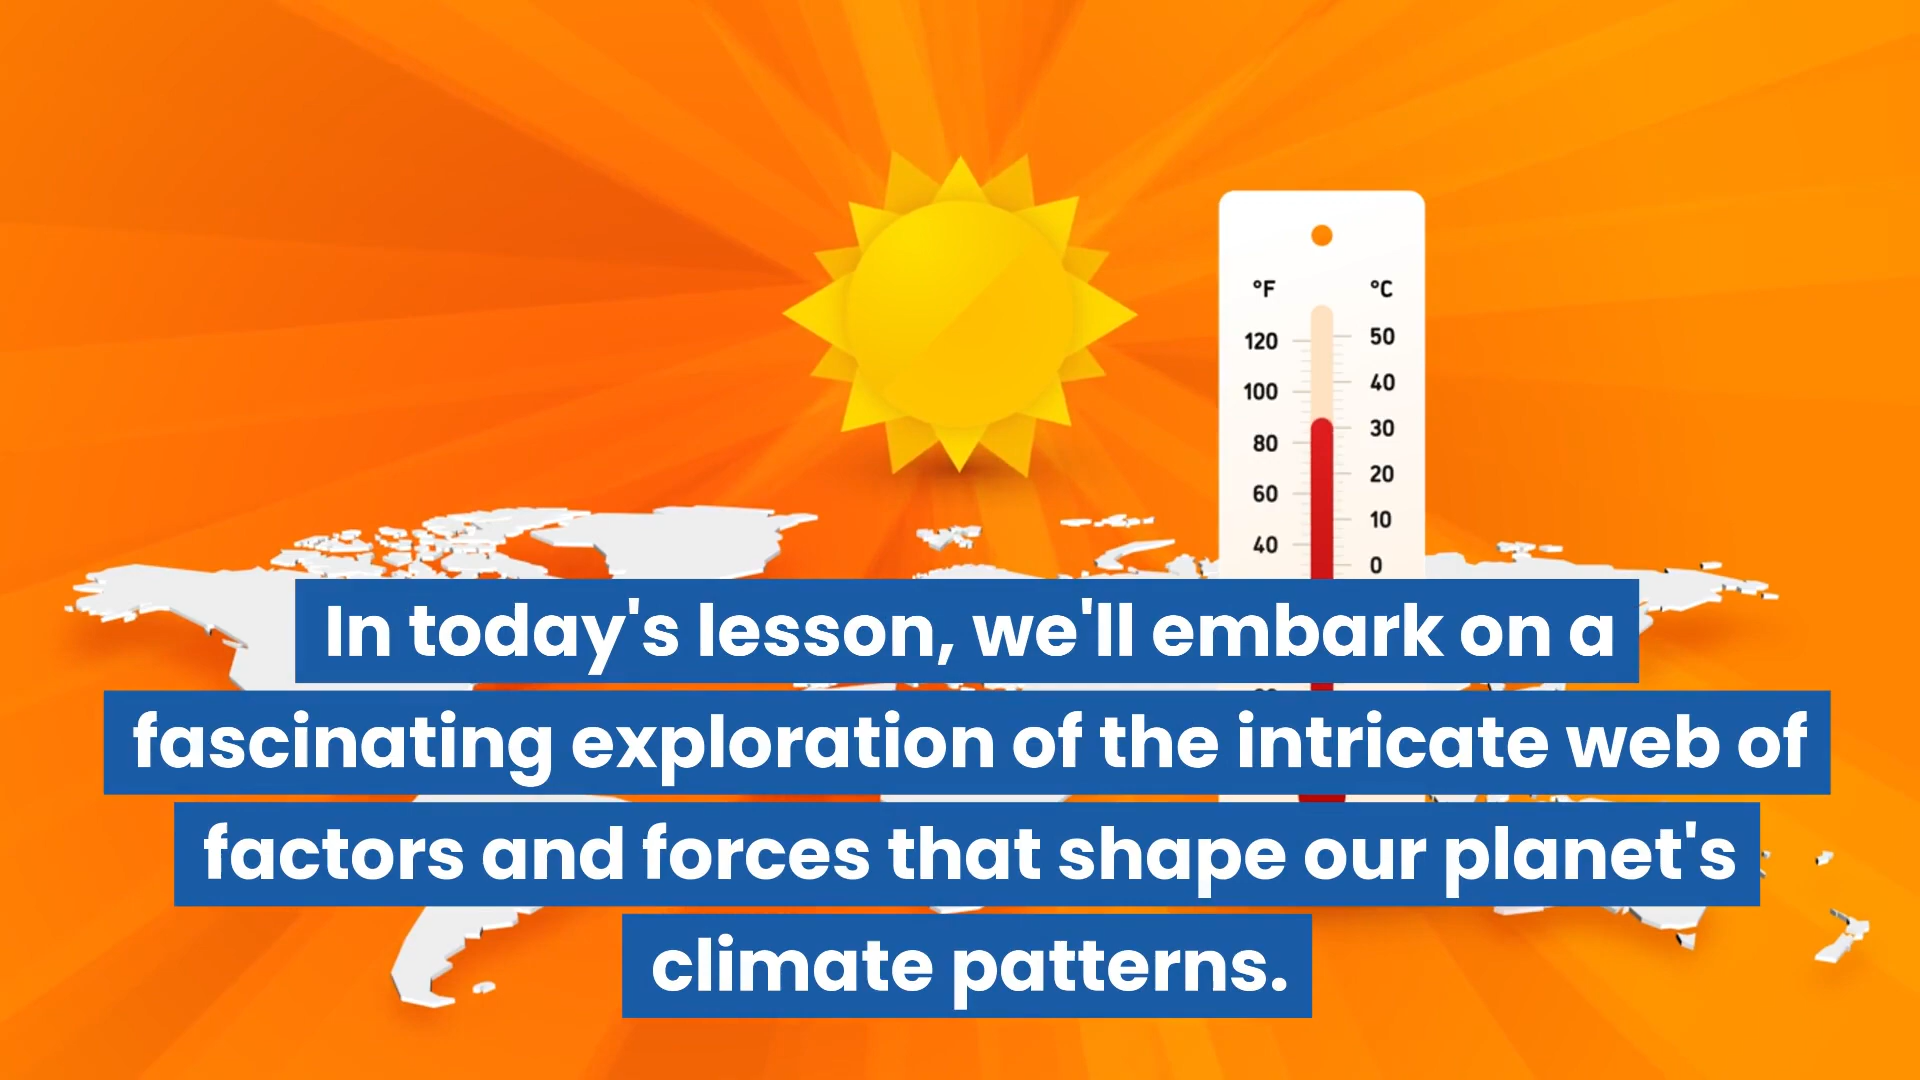 °F °C
120 50
100 40
80 30
60 20
10
40 0
In today's lesson, we'll embark on a
fascinating exploration of the intricate web of
factors and forces that shape our planet's
climate patterns.